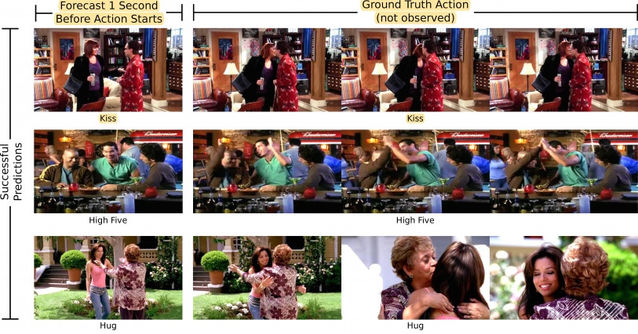 Forecast 1 Second
Before Action Starts
Ground Truth Action
(not observed)
Successful
Predictions
Kiss
Kiss
High Five
High Five
Hug
Hug